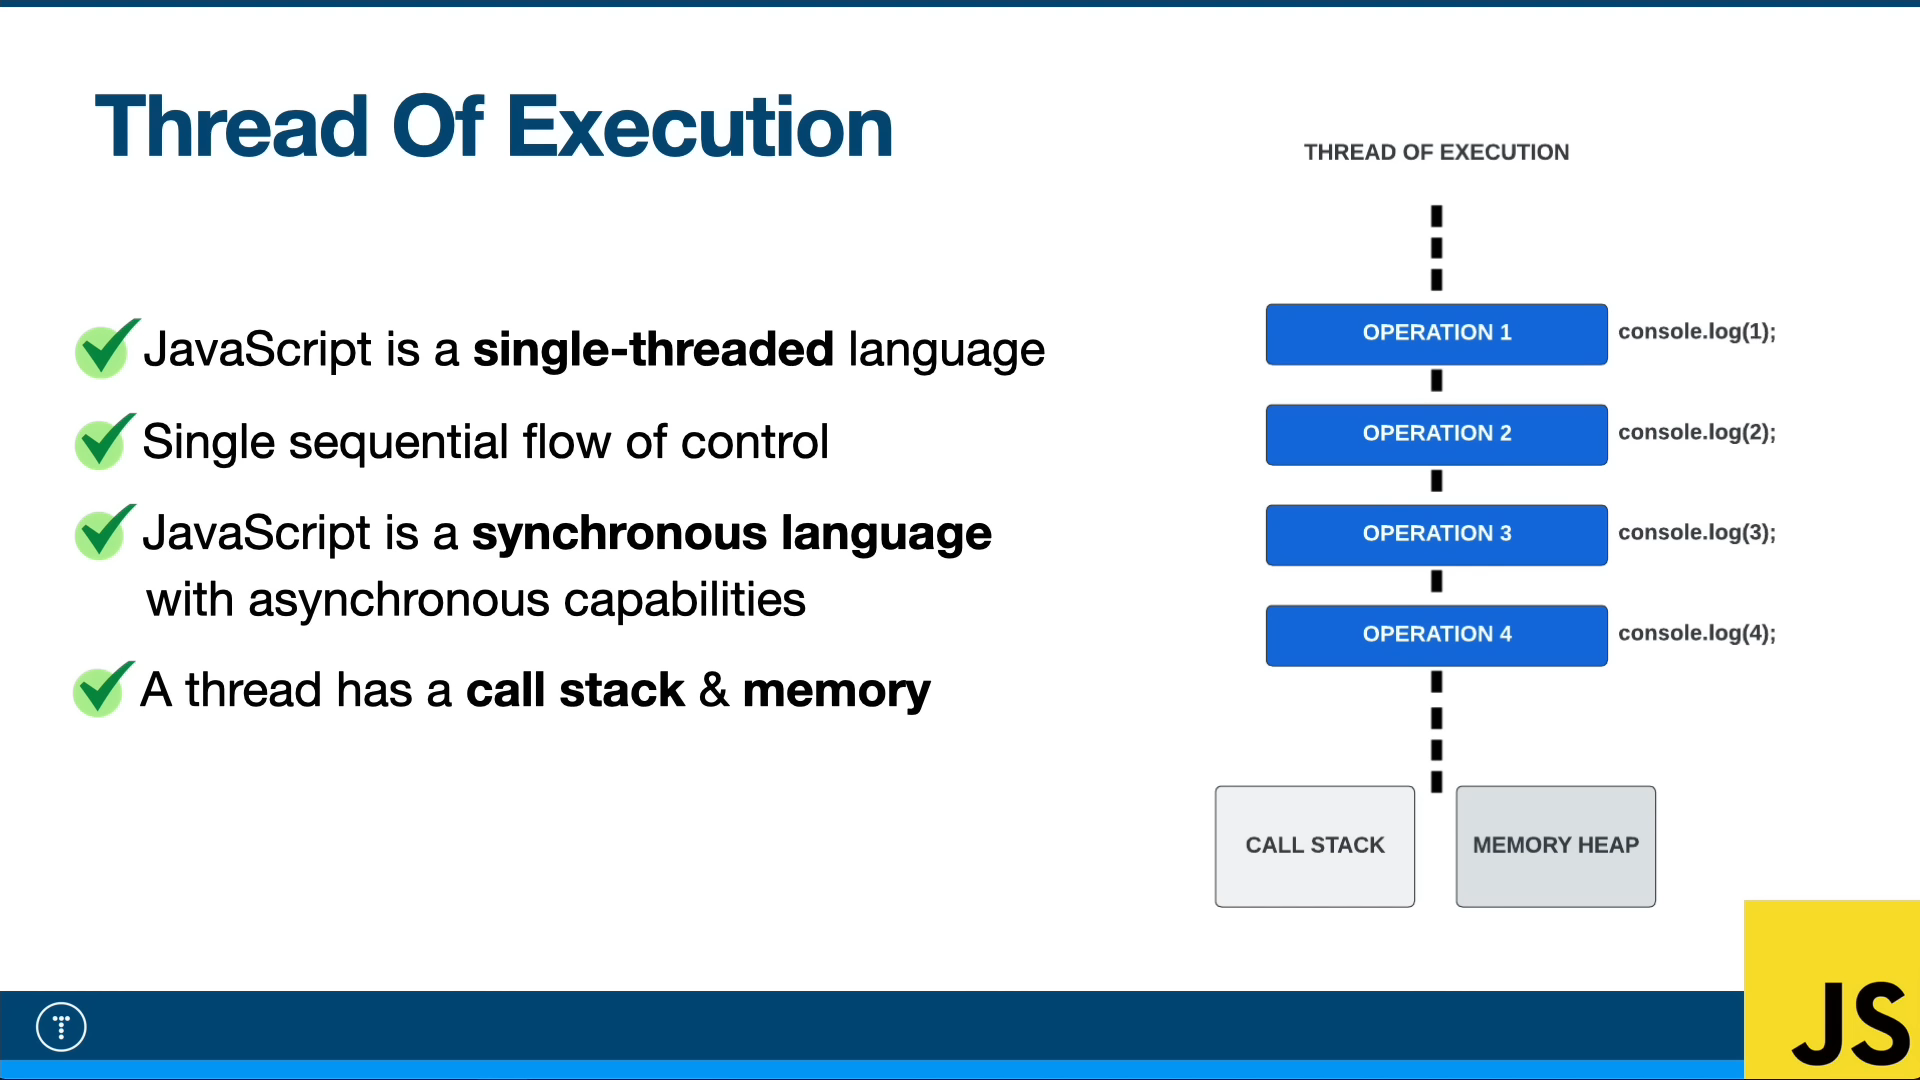 Thread Of Execution
JavaScript is a single-threaded language
Single sequential flow of control
JavaScript is a synchronous language
with asynchronous capabilities
A thread has a call stack & memory
THREAD OF EXECUTION
OPERATION 1 console.log(1);
OPERATION 2 console.log(2);
OPERATION 3 console.log(3);
OPERATION 4 console.log(4);
CALL STACK MEMORY HEAP
T
JS